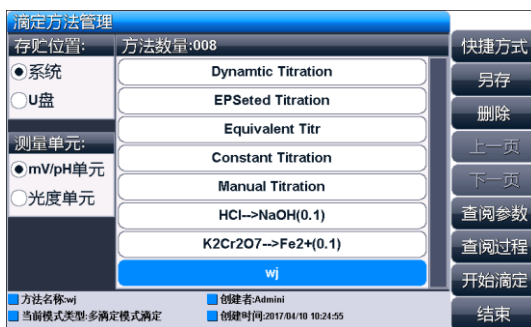 滴定方法管理
存贮位置:
系统
U盘
测量单元:
mV/pH单元
光度单元
方法数量:008
Dynamtic Titration
EPSeted Titration
Equivalent Titr
Constant Titration
Manual Titration
HCl-->NaOH(0.1)
K2Cr2O7-->Fe2+(0.1)
wj
快捷方式
另存
删除
上一页
下一页
查阅参数
查阅过程
开始滴定
结束
方法名称:wj
创建者:Admini
当前模式类型:多滴定模式滴定
创建时间:2017/04/10 10:24:55